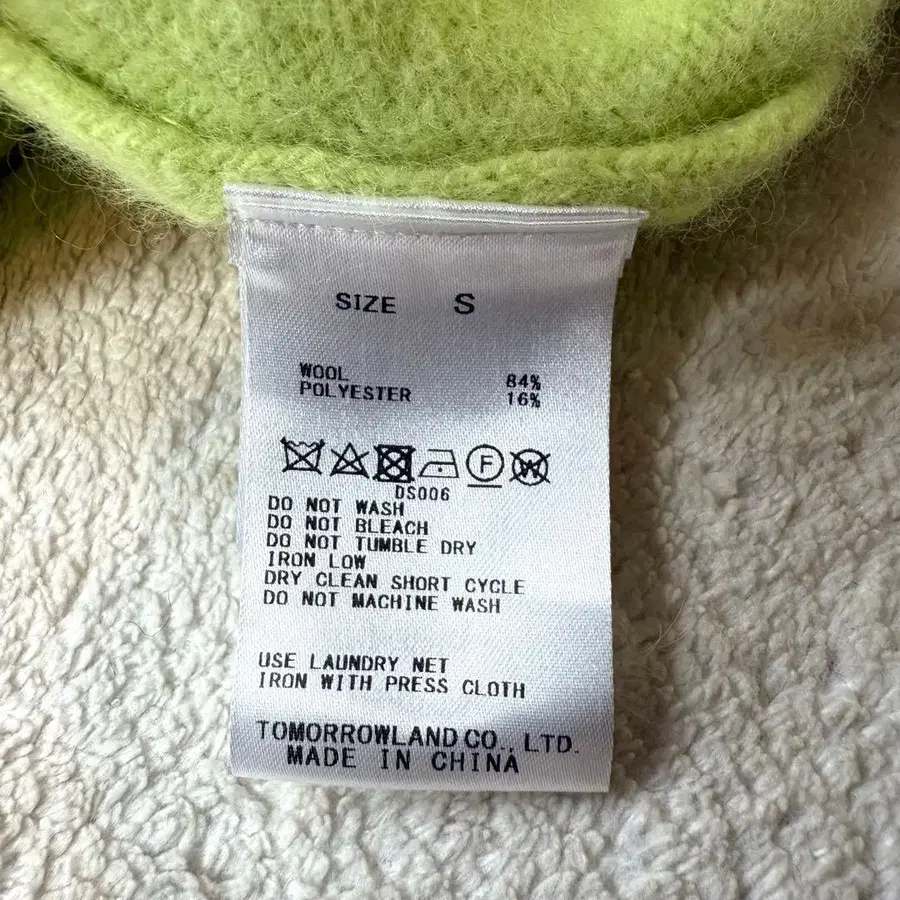 SIZE S
WOOL 84%
POLYESTER 16%
F W
DS006
DO NOT WASH
DO NOT BLEACH
DO NOT TUMBLE DRY
IRON LOW
DRY CLEAN SHORT CYCLE
DO NOT MACHINE WASH
USE LAUNDRY NET
IRON WITH PRESS CLOTH
TOMORROWLAND CO., LTD.
MADE IN CHINA